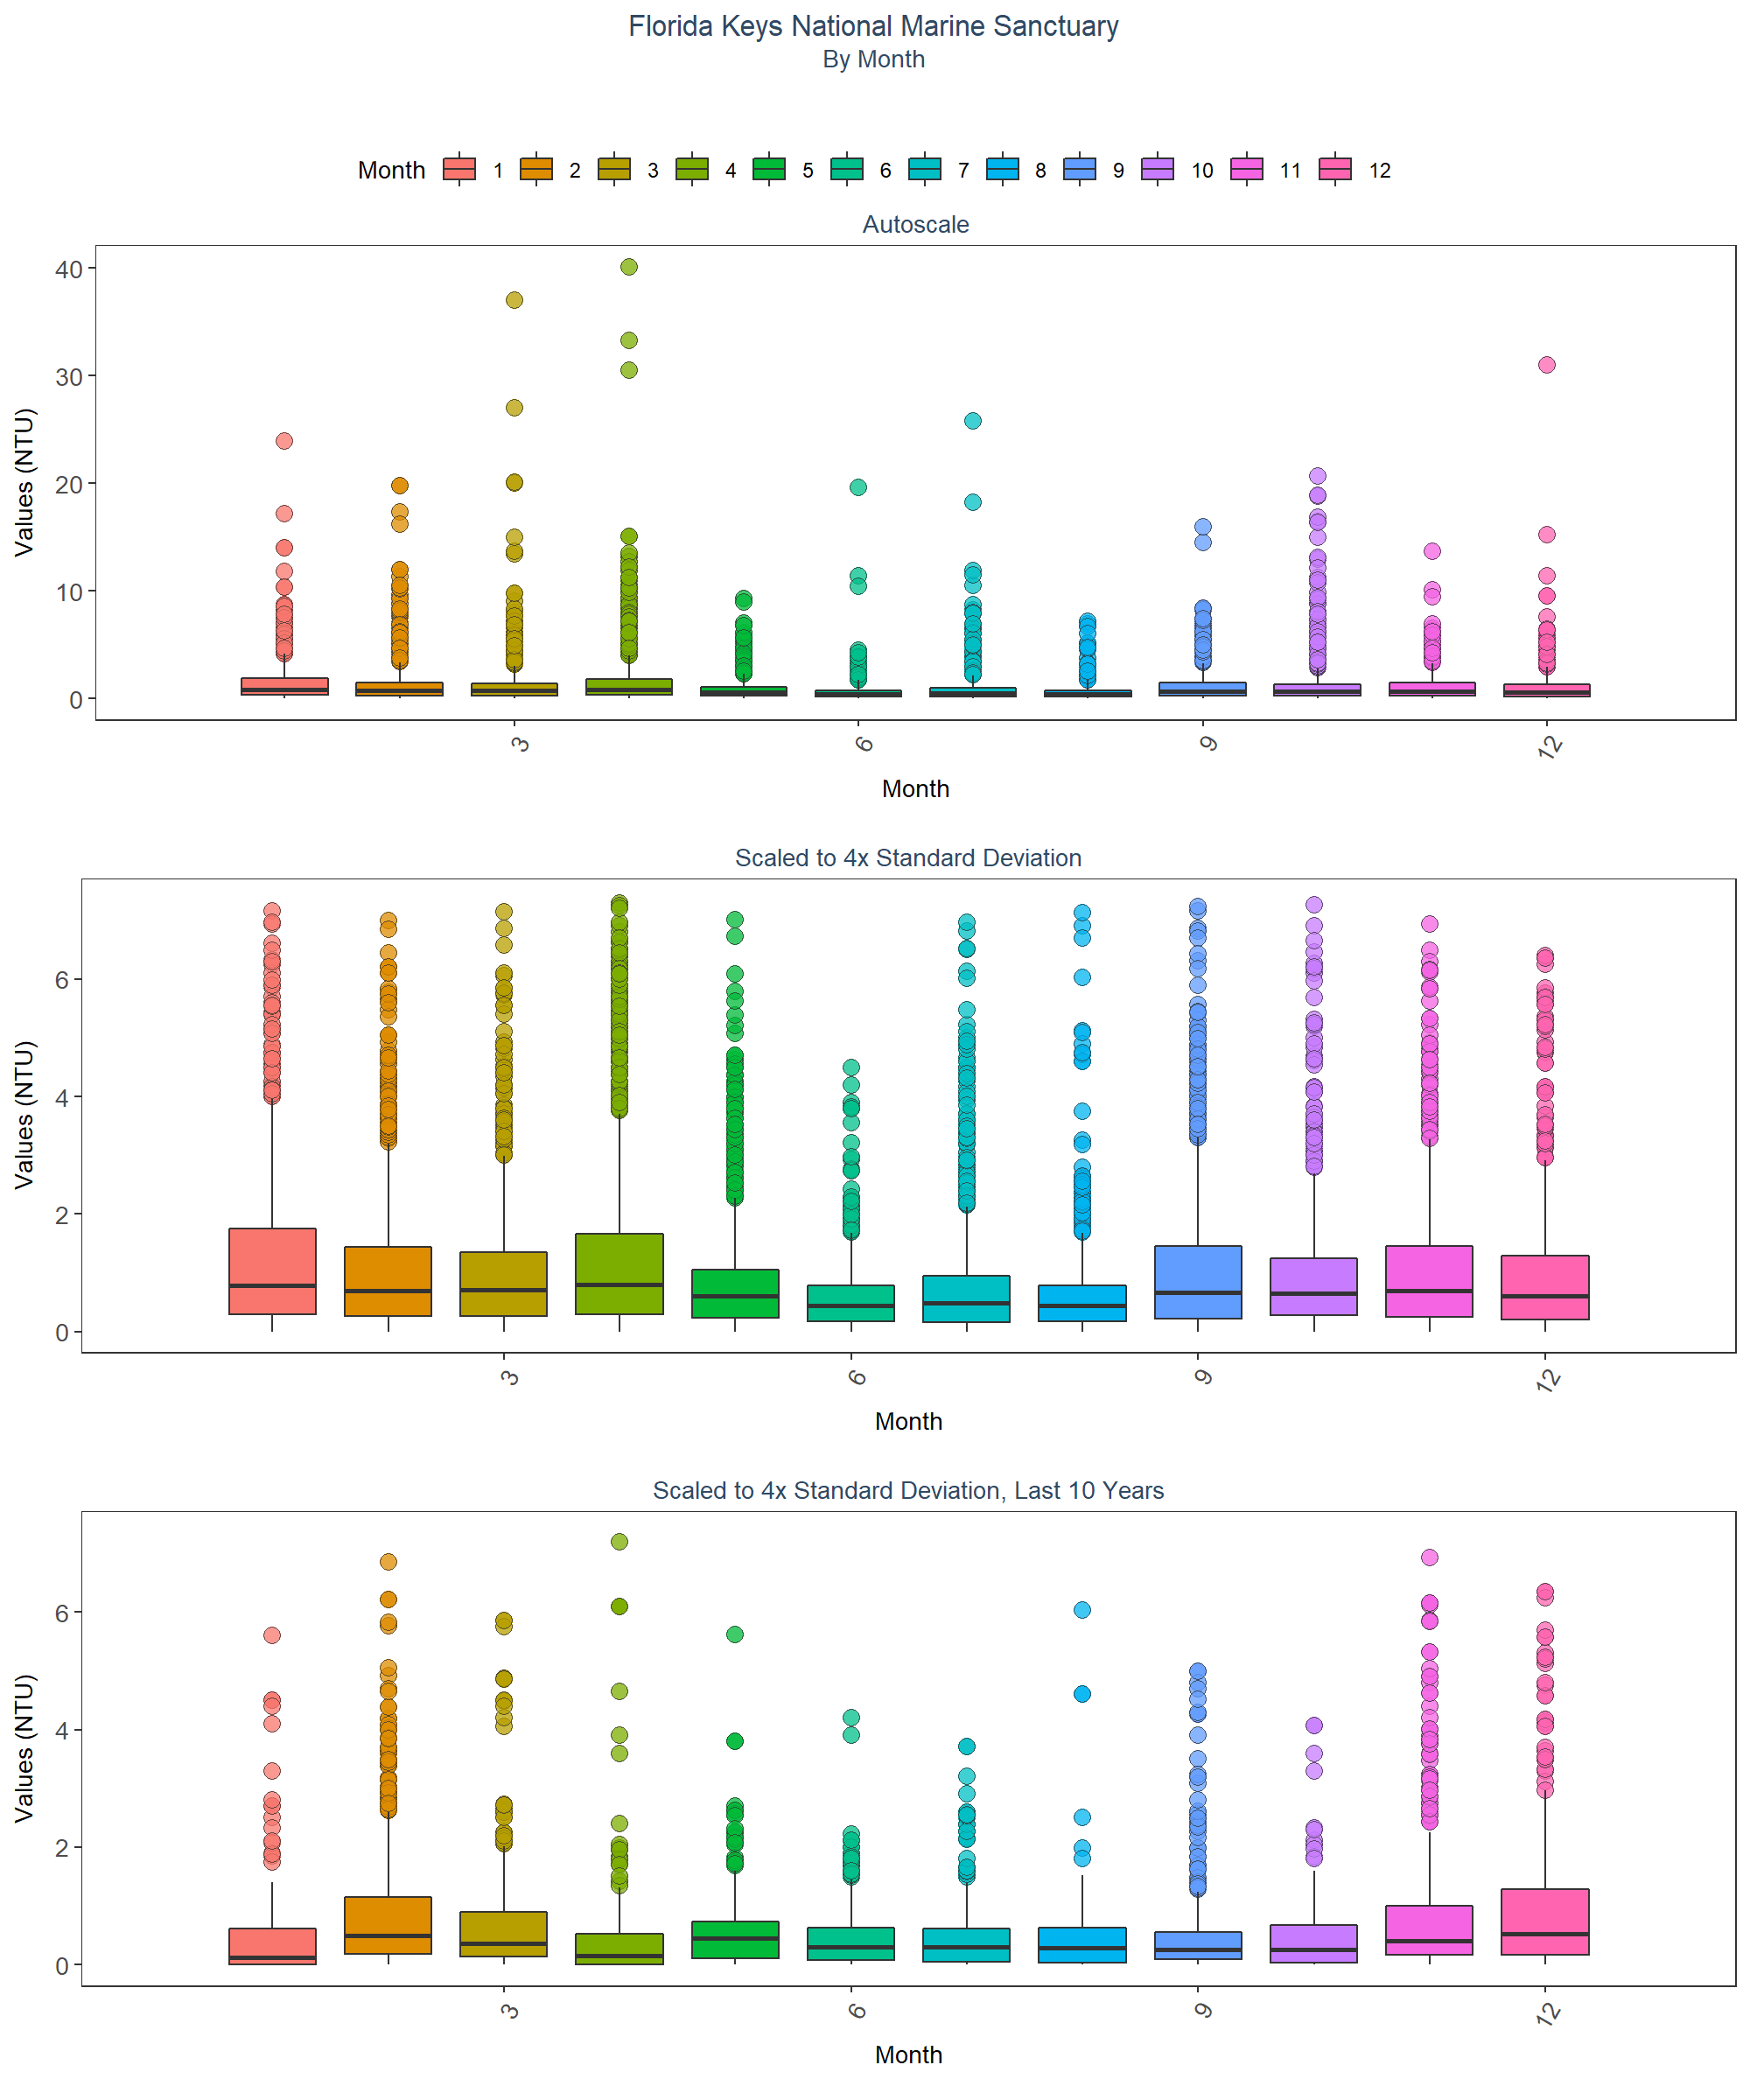 Florida Keys National Marine Sanctuary
By Month
Month 1 2 3 4 5 6 7 8 9 10 11 12
Autoscale
Values (NTU)
40
30
20
10
0
3 6 9 12
Month
Scaled to 4x Standard Deviation
Values (NTU)
6
4
2
0
3 6 9 12
Month
Scaled to 4x Standard Deviation, Last 10 Years
Values (NTU)
6
4
2
0
3 6 9 12
Month